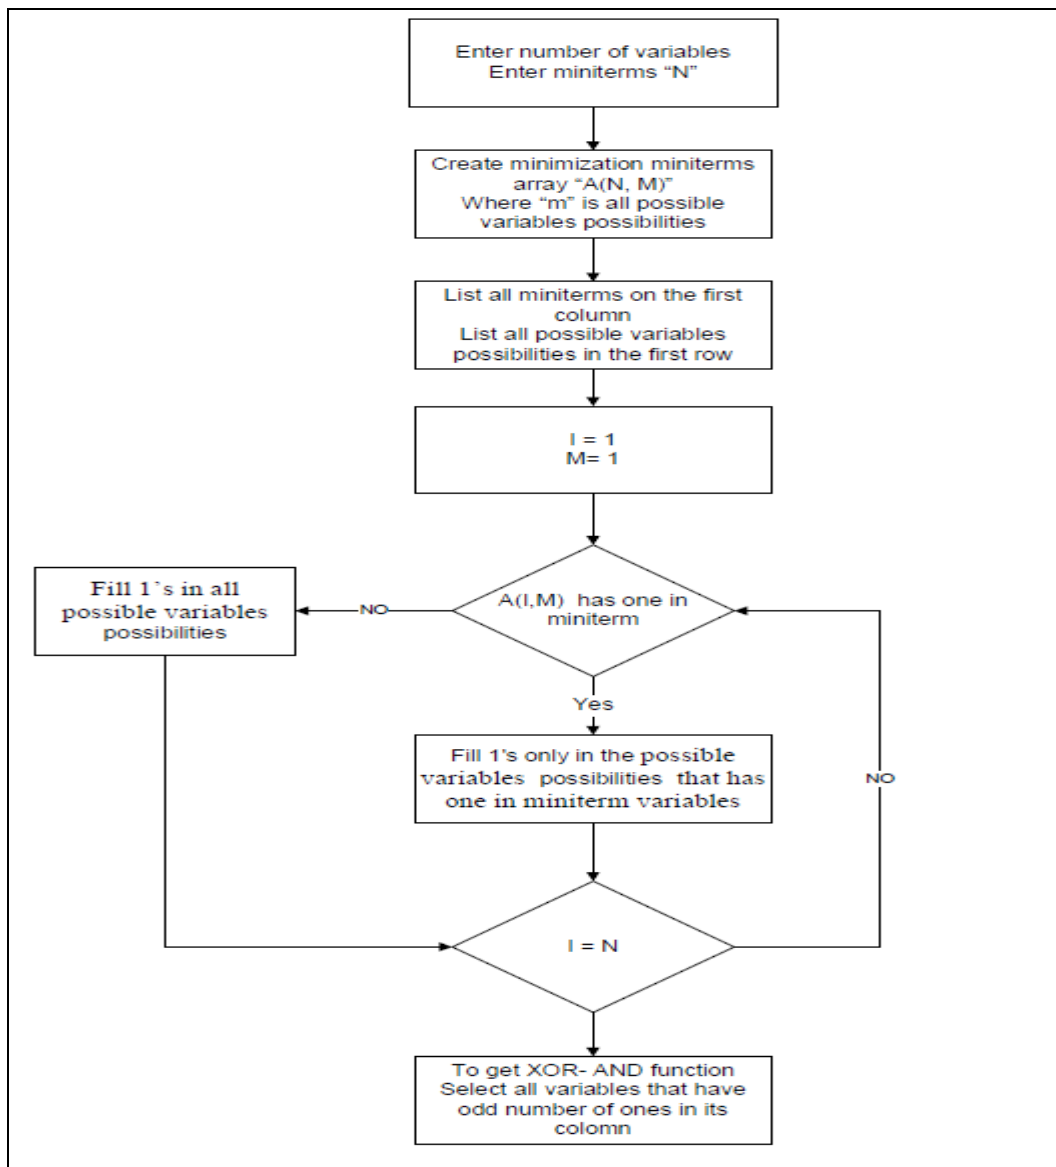 Enter number of variables
Enter miniterms “N”
Create minimization miniterms
array “A(N, M)”
Where “m” is all possible
variables possibilities
List all miniterms on the first
column
List all possible variables
possibilities in the first row
I = 1
M= 1
A(I,M) has one in
miniterm
NO
Fill 1`s in all
possible variables
possibilities
Yes
Fill 1's only in the possible
variables possibilities that has
one in miniterm variables
NO
I = N
To get XOR- AND function
Select all variables that have
odd number of ones in its
colomn